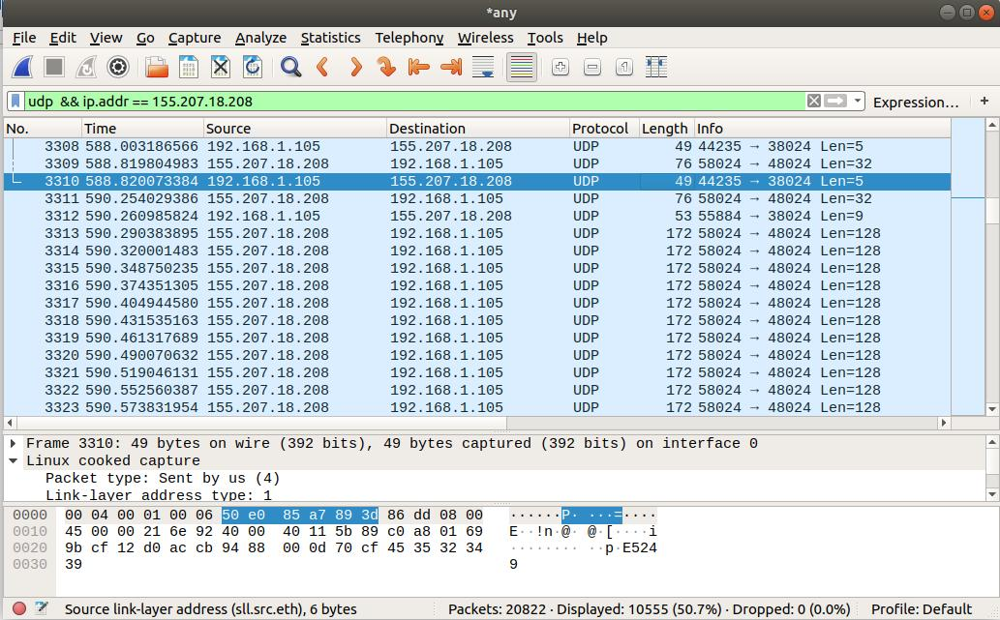 *any
File Edit View Go Capture Analyze Statistics Telephony Wireless Tools Help
udp && ip.addr == 155.207.18.208 Expression… +
No. Time Source Destination Protocol Length Info
3308 588.003186566 192.168.1.105 155.207.18.208 UDP 49 44235 → 38024 Len=5
3309 588.819804983 155.207.18.208 192.168.1.105 UDP 76 58024 → 48024 Len=32
3310 588.820073384 192.168.1.105 155.207.18.208 UDP 49 44235 → 38024 Len=5
3311 590.254029386 155.207.18.208 192.168.1.105 UDP 76 58024 → 48024 Len=32
3312 590.260985824 192.168.1.105 155.207.18.208 UDP 53 55884 → 38024 Len=9
3313 590.290383895 155.207.18.208 192.168.1.105 UDP 172 58024 → 48024 Len=128
3314 590.320001483 155.207.18.208 192.168.1.105 UDP 172 58024 → 48024 Len=128
3315 590.348750235 155.207.18.208 192.168.1.105 UDP 172 58024 → 48024 Len=128
3316 590.374351305 155.207.18.208 192.168.1.105 UDP 172 58024 → 48024 Len=128
3317 590.404944580 155.207.18.208 192.168.1.105 UDP 172 58024 → 48024 Len=128
3318 590.431535163 155.207.18.208 192.168.1.105 UDP 172 58024 → 48024 Len=128
3319 590.461317689 155.207.18.208 192.168.1.105 UDP 172 58024 → 48024 Len=128
3320 590.490070632 155.207.18.208 192.168.1.105 UDP 172 58024 → 48024 Len=128
3321 590.519046131 155.207.18.208 192.168.1.105 UDP 172 58024 → 48024 Len=128
3322 590.552560387 155.207.18.208 192.168.1.105 UDP 172 58024 → 48024 Len=128
3323 590.573831954 155.207.18.208 192.168.1.105 UDP 172 58024 → 48024 Len=128
Frame 3310: 49 bytes on wire (392 bits), 49 bytes captured (392 bits) on interface 0
Linux cooked capture
Packet type: Sent by us (4)
Link-layer address type: 1
0000 00 04 00 01 00 06 50 e0 85 a7 89 3d 86 dd 08 00 ······P· ···=····
0010 45 00 00 21 6e 92 40 00 40 11 5b 89 c0 a8 01 69 E··!n·@· @·[····i
0020 9b cf 12 d0 ac cb 94 88 00 0d 70 cf 45 35 32 34 ········ ··p·E524
0030 39 9
Source link-layer address (sll.src.eth), 6 bytes Packets: 20822 · Displayed: 10555 (50.7%) · Dropped: 0 (0.0%) Profile: Default